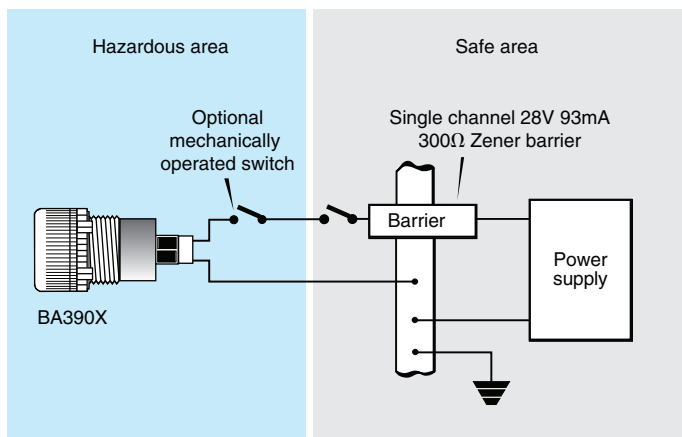 Hazardous area
Safe area
Optional
mechanically
operated switch
Single channel 28V 93mA
300Ω Zener barrier
Barrier
Power
supply
BA390X